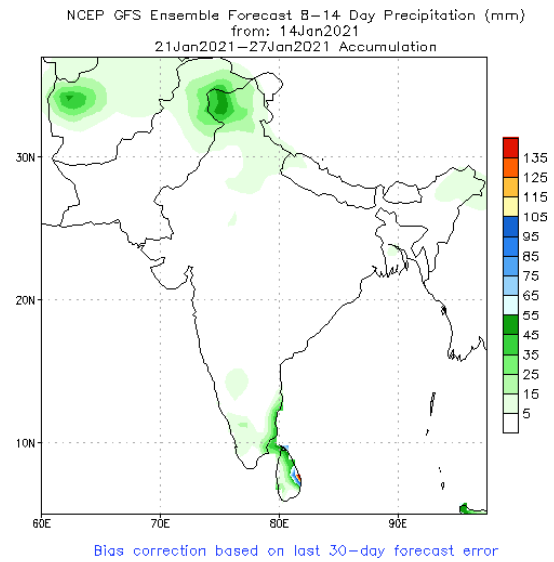 NCEP GFS Ensemble Forecast 8-14 Day Precipitation (mm)
from: 14Jan2021
21Jan2021-27Jan2021 Accumulation
30N
20N
10N
60E
70E
80E
90E
135
125
115
105
95
85
75
65
55
45
35
25
15
5
Bias correction based on last 30-day forecast error